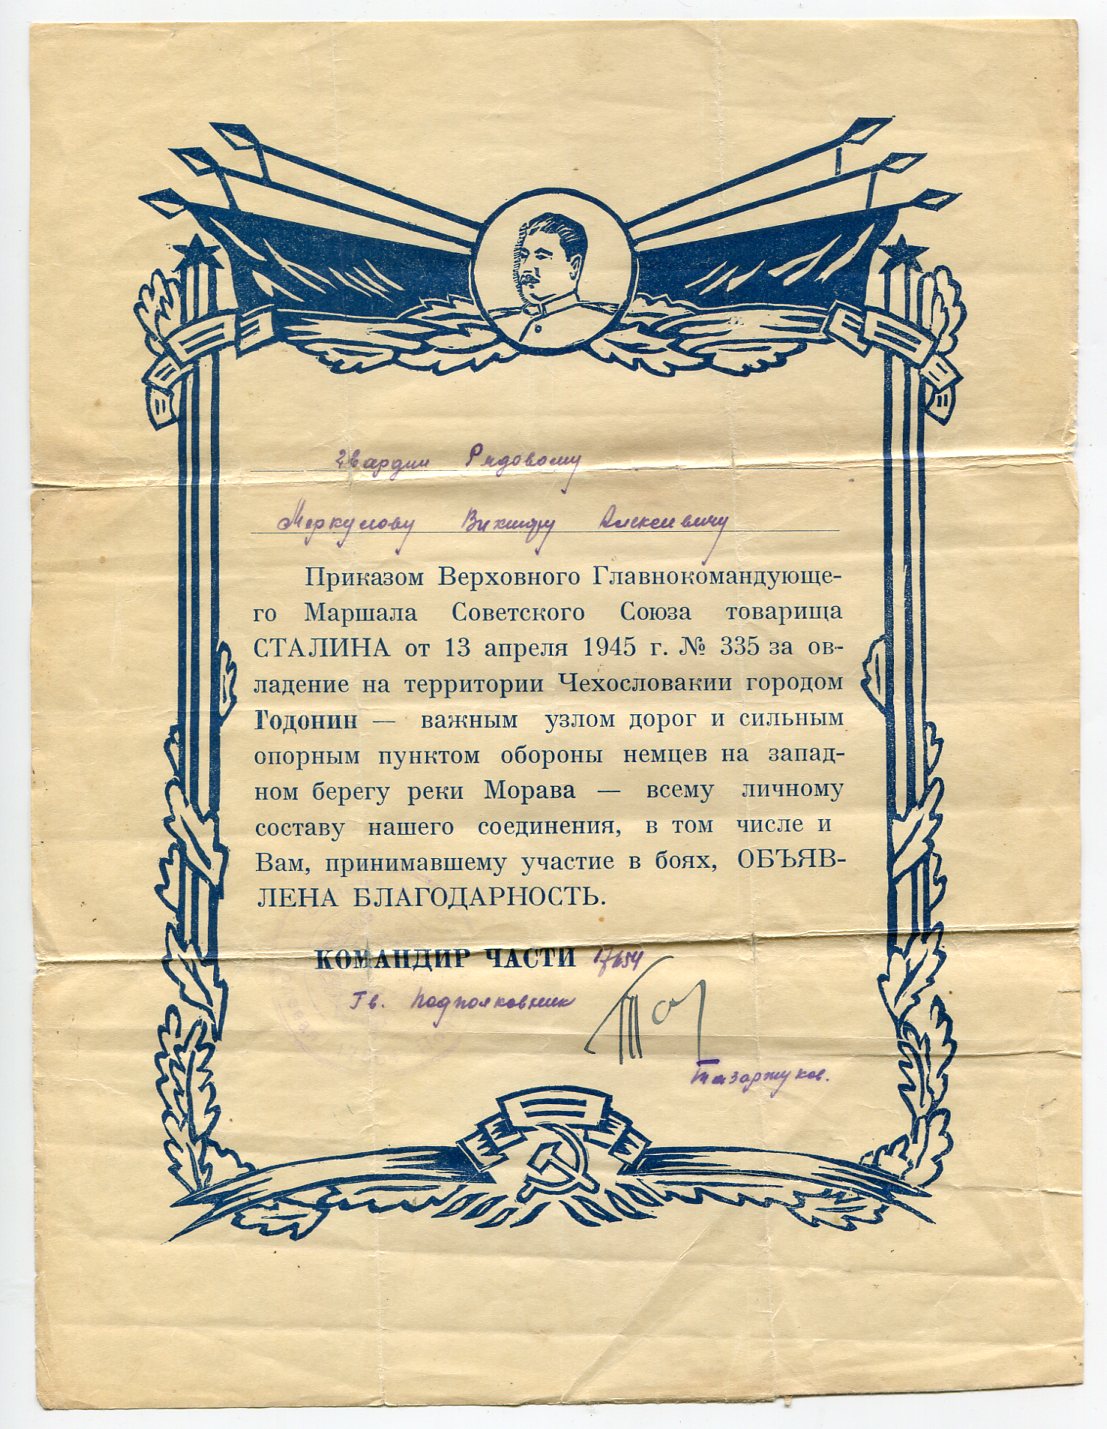 гвардии Рядовому
Меркулову Виктору Алексеевичу
Приказом Верховного Главнокомандующе-
го Маршала Советского Союза товарища
СТАЛИНА от 13 апреля 1945 г. № 335 за ов-
ладение на территории Чехословакии городом
Годонин — важным узлом дорог и сильным
опорным пунктом обороны немцев на запад-
ном берегу реки Морава — всему личному
составу нашего соединения, в том числе и
Вам, принимавшему участие в боях, ОБЪЯВ-
ЛЕНА БЛАГОДАРНОСТЬ.
КОМАНДИР ЧАСТИ 17654
Гв. Подполковник